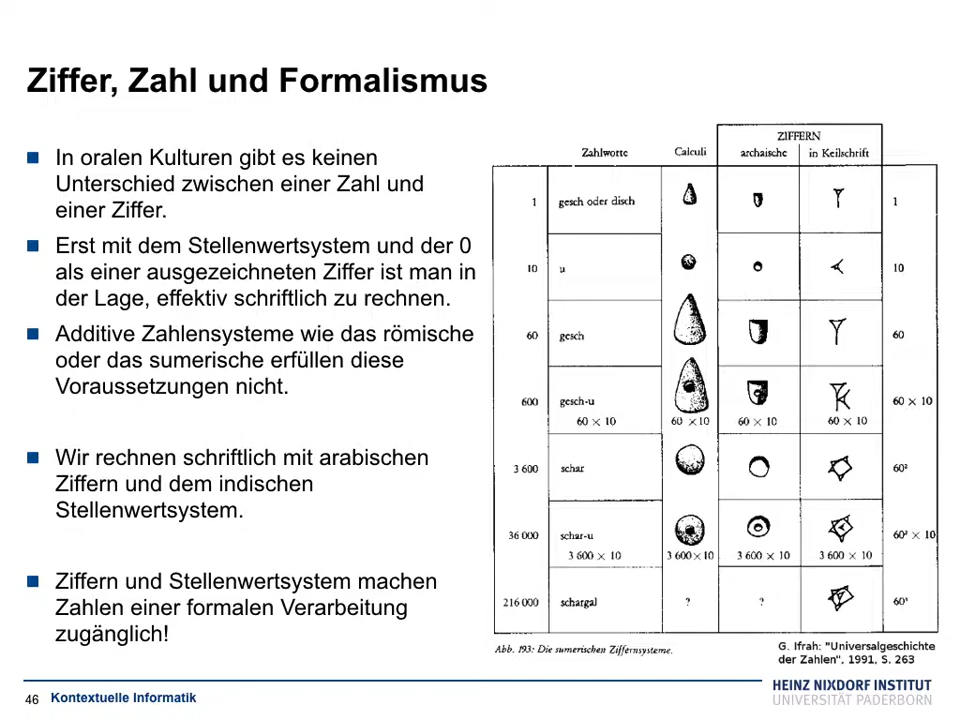 Ziffer, Zahl und Formalismus
In oralen Kulturen gibt es keinen
Unterschied zwischen einer Zahl und
einer Ziffer.
Erst mit dem Stellenwertsystem und der 0
als einer ausgezeichneten Ziffer ist man in
der Lage, effektiv schriftlich zu rechnen.
Additive Zahlensysteme wie das römische
oder das sumerische erfüllen diese
Voraussetzungen nicht.
Wir rechnen schriftlich mit arabischen
Ziffern und dem indischen
Stellenwertsystem.
Ziffern und Stellenwertsystem machen
Zahlen einer formalen Verarbeitung
zugänglich!
ZIFFERN
Zahlworte Calculi archaische in Keilschrift
1 gesch oder disch 1
10 u 10
60 gesch 60
600 gesch-u 60 × 10
60 × 10 60 × 10 60 × 10 60 × 10
3 600 schar 60²
36 000 schar-u 60² × 10
3 600 × 10 3 600 × 10 3 600 × 10 3 600 × 10
216 000 schargal ? ? 60³
Abb. 193: Die sumerischen Ziffernsysteme.
G. Ifrah: "Universalgeschichte
der Zahlen", 1991, S. 263
46 Kontextuelle Informatik
HEINZ NIXDORF INSTITUT
UNIVERSITÄT PADERBORN